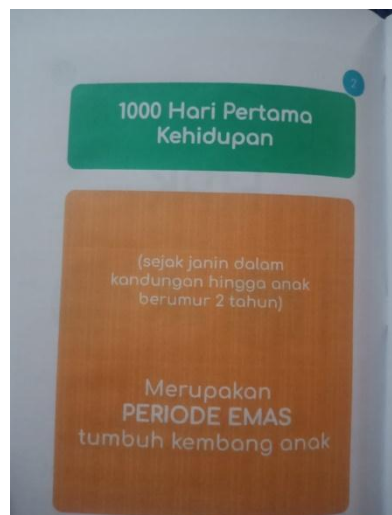 2
1000 Hari Pertama
Kehidupan
(sejak janin dalam
kandungan hingga anak
berumur 2 tahun)
Merupakan
PERIODE EMAS
tumbuh kembang anak